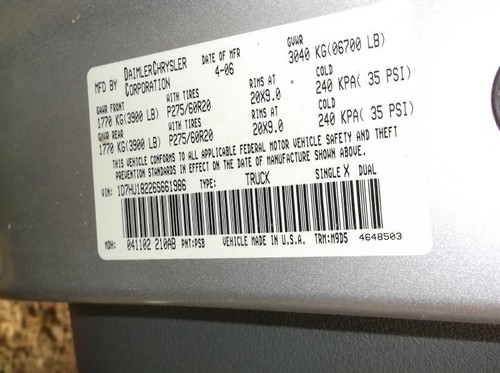 MFD BY DAIMLERCHRYSLER CORPORATION DATE OF MFR 4-06 GVWR 3040 KG(06700 LB)
GAWR FRONT WITH TIRES RIMS AT COLD
1770 KG(3900 LB) P275/60R20 20X9.0 240 KPA( 35 PSI)
GAWR REAR WITH TIRES RIMS AT COLD
1770 KG(3900 LB) P275/60R20 20X9.0 240 KPA( 35 PSI)
THIS VEHICLE CONFORMS TO ALL APPLICABLE FEDERAL MOTOR VEHICLE SAFETY AND THEFT
PREVENTION STANDARDS IN EFFECT ON THE DATE OF MANUFACTURE SHOWN ABOVE.
VIN: 1D7HU18226S661986 TYPE: TRUCK SINGLE X DUAL
MDH: 041102 210AB PNT:PSB VEHICLE MADE IN U.S.A. TRM:M9D5 4648503